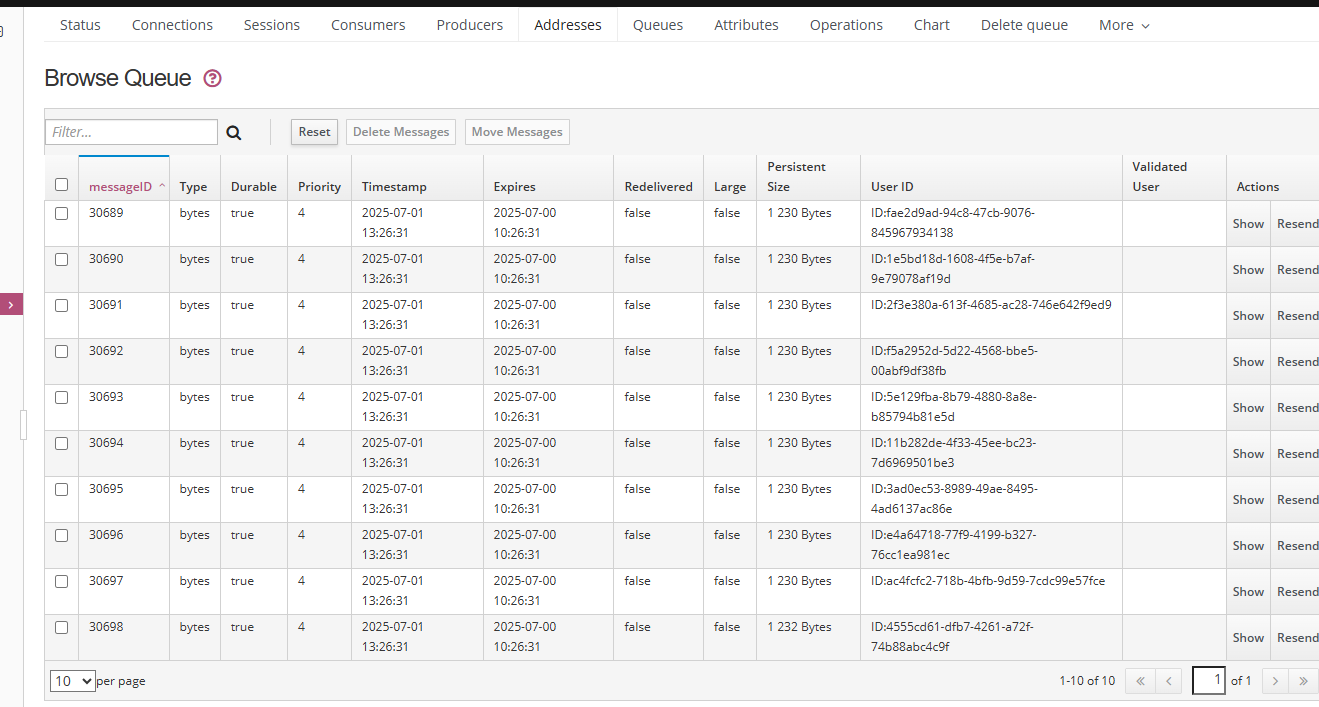 Status Connections Sessions Consumers Producers Addresses Queues Attributes Operations Chart Delete queue More
Browse Queue
Filter... Reset Delete Messages Move Messages
messageID Type Durable Priority Timestamp Expires Redelivered Large Persistent Size User ID Validated User Actions
30689 bytes true 4 2025-07-01 13:26:31 2025-07-00 10:26:31 false false 1 230 Bytes ID:fae2d9ad-94c8-47cb-9076-845967934138 Show Resend
30690 bytes true 4 2025-07-01 13:26:31 2025-07-00 10:26:31 false false 1 230 Bytes ID:1e5bd18d-1608-4f5e-b7af-9e79078af19d Show Resend
30691 bytes true 4 2025-07-01 13:26:31 2025-07-00 10:26:31 false false 1 230 Bytes ID:2f3e380a-613f-4685-ac28-746e642f9ed9 Show Resend
30692 bytes true 4 2025-07-01 13:26:31 2025-07-00 10:26:31 false false 1 230 Bytes ID:f5a2952d-5d22-4568-bbe5-00abf9df38fb Show Resend
30693 bytes true 4 2025-07-01 13:26:31 2025-07-00 10:26:31 false false 1 230 Bytes ID:5e129fba-8b79-4880-8a8e-b85794b81e5d Show Resend
30694 bytes true 4 2025-07-01 13:26:31 2025-07-00 10:26:31 false false 1 230 Bytes ID:11b282de-4f33-45ee-bc23-7d6969501be3 Show Resend
30695 bytes true 4 2025-07-01 13:26:31 2025-07-00 10:26:31 false false 1 230 Bytes ID:3ad0ec53-8989-49ae-8495-4ad6137ac86e Show Resend
30696 bytes true 4 2025-07-01 13:26:31 2025-07-00 10:26:31 false false 1 230 Bytes ID:e4a64718-77f9-4199-b327-76cc1ea981ec Show Resend
30697 bytes true 4 2025-07-01 13:26:31 2025-07-00 10:26:31 false false 1 230 Bytes ID:ac4fcfc2-718b-4bfb-9d59-7cdc99e57fce Show Resend
30698 bytes true 4 2025-07-01 13:26:31 2025-07-00 10:26:31 false false 1 232 Bytes ID:4555cd61-dfb7-4261-a72f-74b88abc4c9f Show Resend
10 per page 1-10 of 10 « ‹ 1 of 1 › »